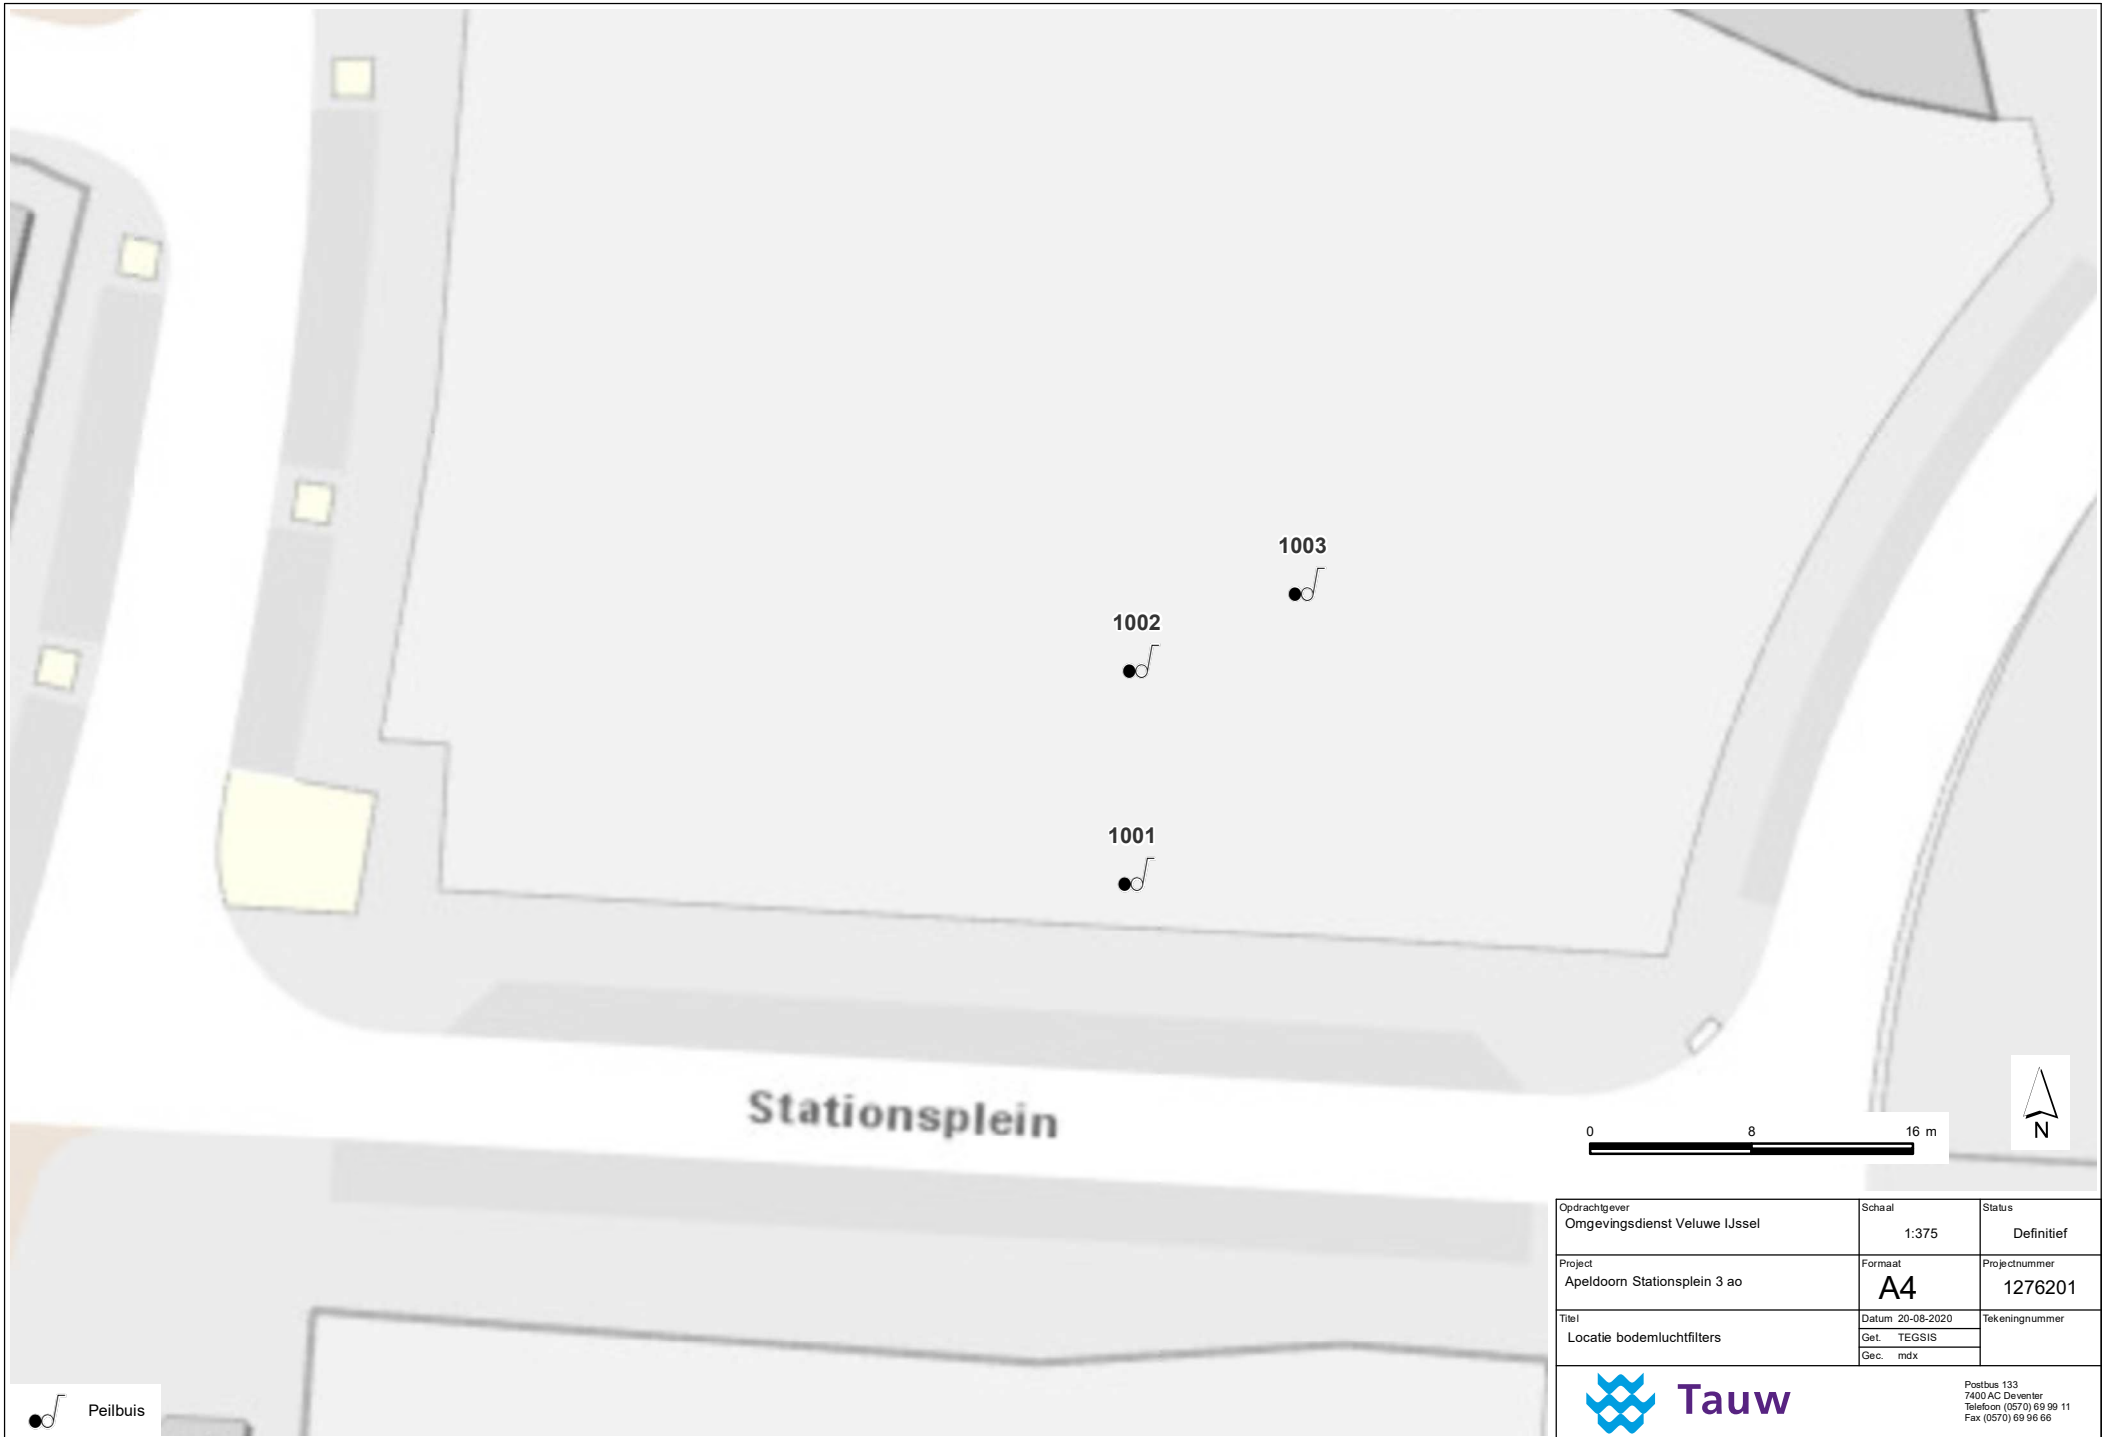 1003
1002
1001
Stationsplein
0 8 16 m
N
Opdrachtgever
Omgevingsdienst Veluwe IJssel
Schaal
1:375
Status
Definitief
Project
Apeldoorn Stationsplein 3 ao
Formaat
A4
Projectnummer
1276201
Titel
Locatie bodemluchtfilters
Datum 20-08-2020
Get. TEGSIS
Gec. mdx
Tekeningnummer
Peilbuis
Tauw
Postbus 133
7400 AC Deventer
Telefoon (0570) 69 99 11
Fax (0570) 69 96 66